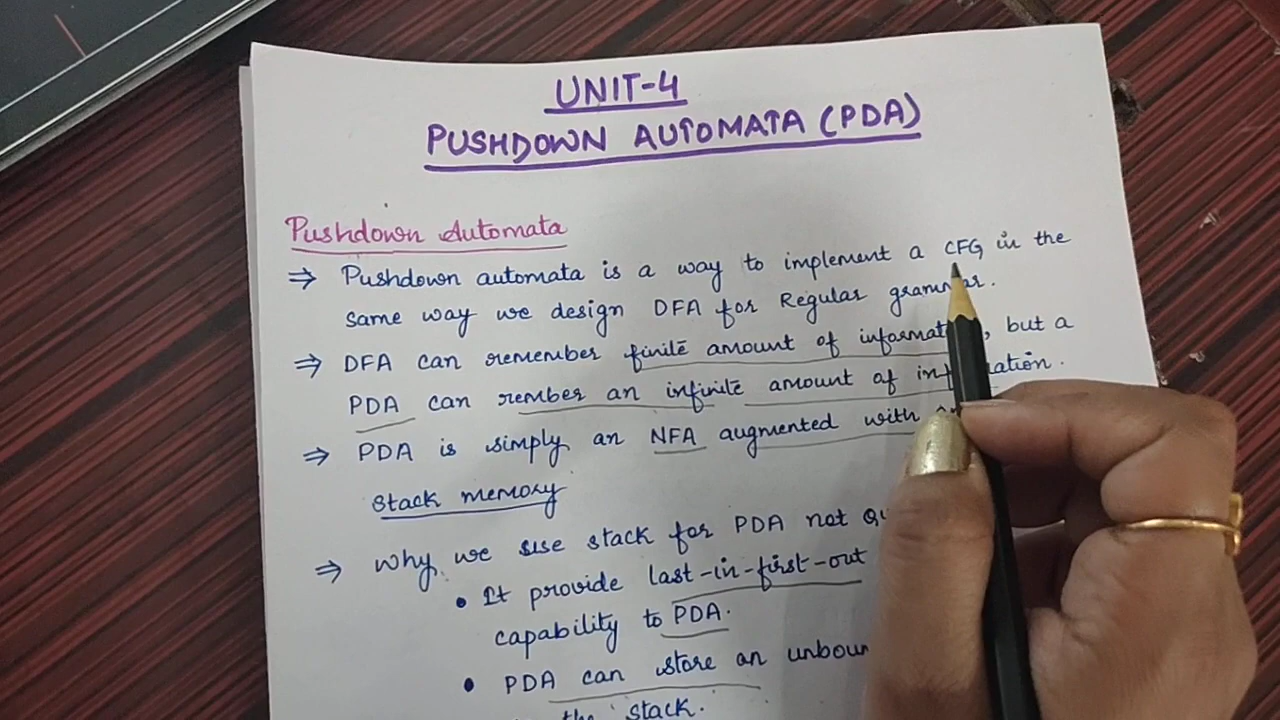 UNIT-4
PUSHDOWN AUTOMATA (PDA)
Pushdown Automata
⇒ Pushdown automata is a way to implement a CFG in the
same way we design DFA for Regular grammar.
⇒ DFA can remember finite amount of , but a
PDA can rember an infinite amount of
⇒ PDA is simply an NFA augmented with
stack memory
⇒ Why we use stack for PDA not
• It provide last-in-first-out
capability to PDA.
• PDA can store an
the stack.